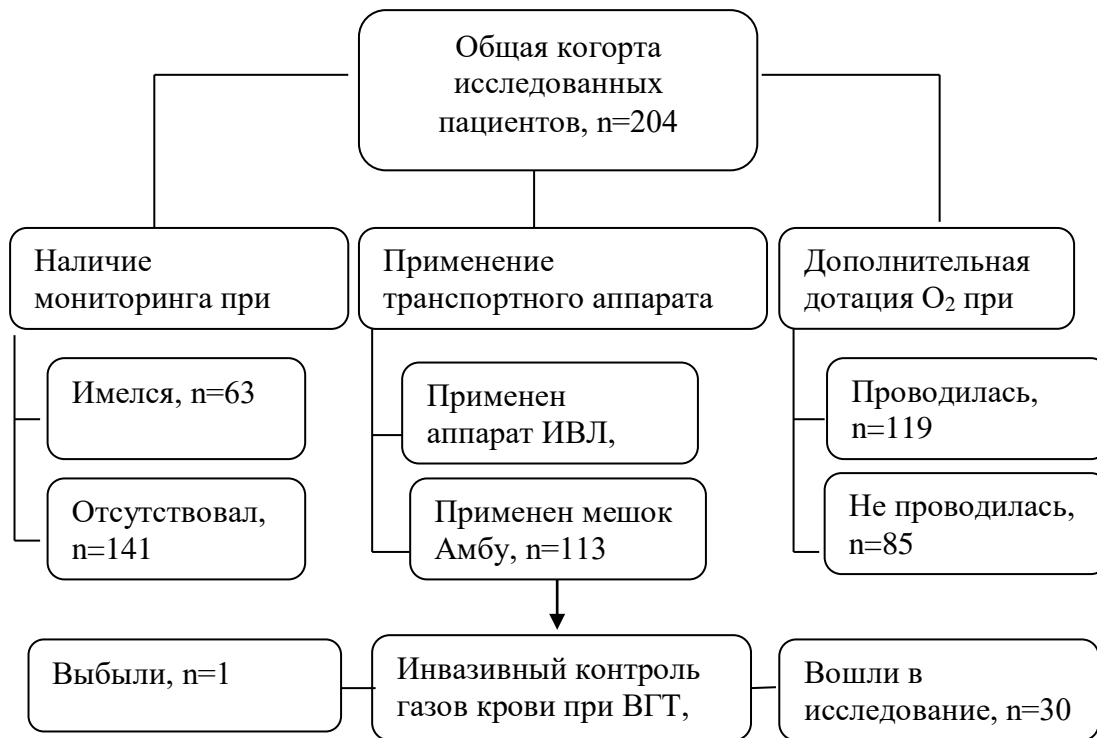 Общая когорта
исследованных
пациентов, n=204
Наличие
мониторинга при
Применение
транспортного аппарата
Дополнительная
дотация O₂ при
Имелся, n=63
Отсутствовал,
n=141
Применен
аппарат ИВЛ,
Применен мешок
Амбу, n=113
Проводилась,
n=119
Не проводилась,
n=85
Выбыли, n=1
Инвазивный контроль
газов крови при ВГТ,
Вошли в
исследование, n=30